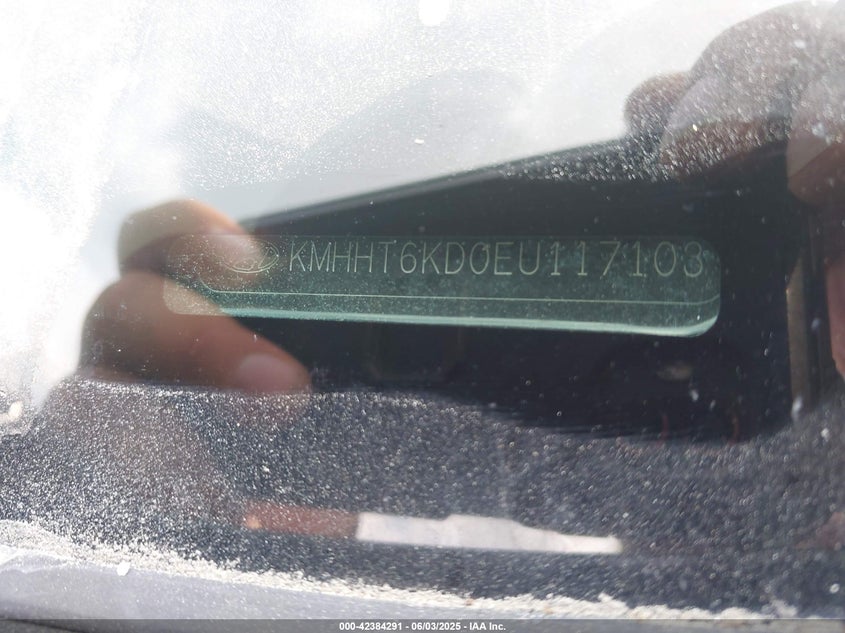 KMHHT6KD0EU117103
000-42384291 - 06/03/2025 - IAA Inc.